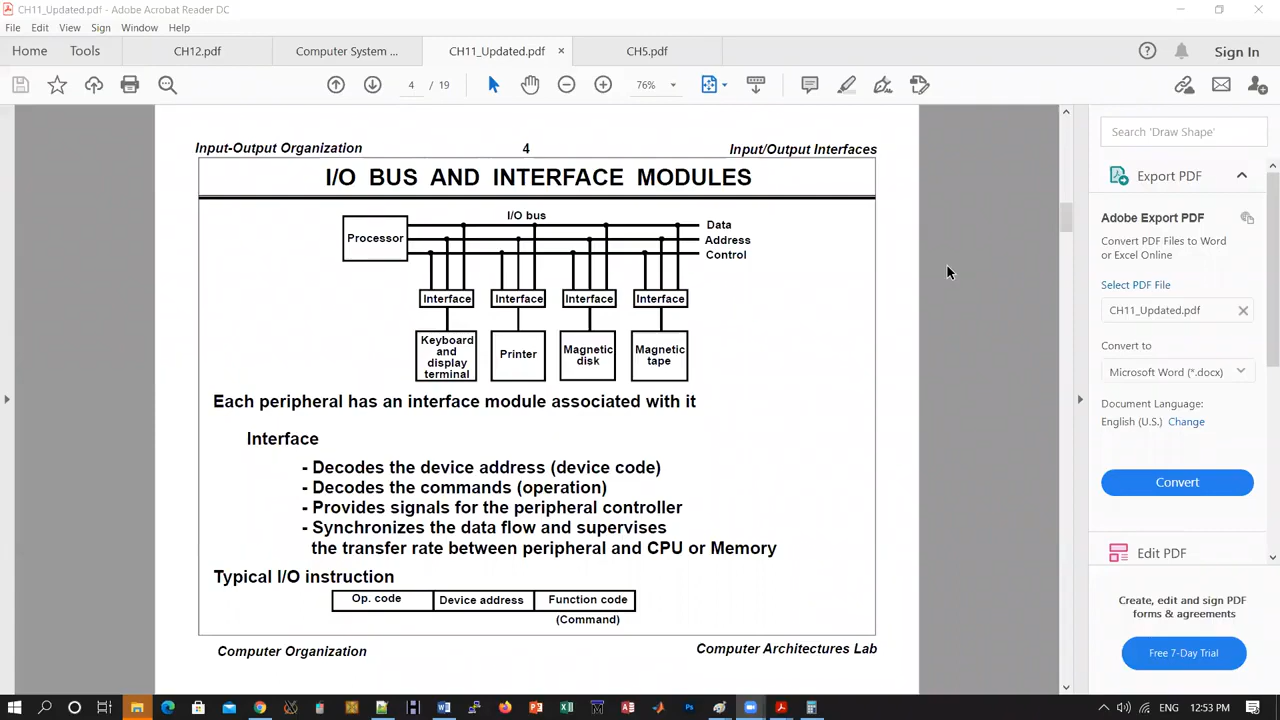 CH11_Updated.pdf - Adobe Acrobat Reader DC
File Edit View Sign Window Help
Home Tools CH12.pdf Computer System ... CH11_Updated.pdf × CH5.pdf Sign In
4 / 19 76%
Input-Output Organization 4 Input/Output Interfaces
I/O BUS AND INTERFACE MODULES
I/O bus
Processor
Data
Address
Control
Interface Interface Interface Interface
Keyboard and display terminal
Printer
Magnetic disk
Magnetic tape
Each peripheral has an interface module associated with it
Interface
- Decodes the device address (device code)
- Decodes the commands (operation)
- Provides signals for the peripheral controller
- Synchronizes the data flow and supervises
the transfer rate between peripheral and CPU or Memory
Typical I/O instruction
Op. code Device address Function code
(Command)
Computer Organization Computer Architectures Lab
Search 'Draw Shape'
Export PDF
Adobe Export PDF
Convert PDF Files to Word
or Excel Online
Select PDF File
CH11_Updated.pdf
Convert to
Microsoft Word (*.docx)
Document Language:
English (U.S.) Change
Convert
Edit PDF
Create, edit and sign PDF
forms & agreements
Free 7-Day Trial
ENG 12:53 PM